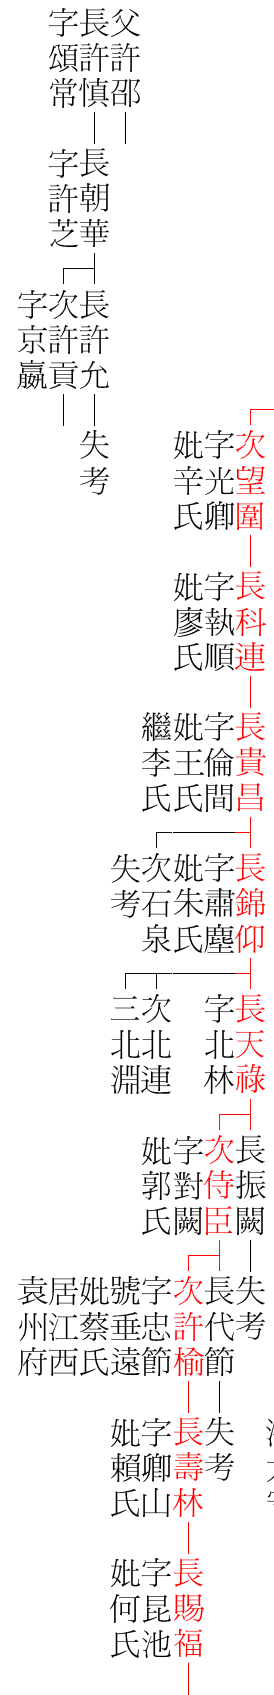 父許邵
長許慎
字頌常
長朝華
字許芝
長許允
次許貢
字京嬴
失考
次望圍
字光卿
妣辛氏
長科連
字執順
妣廖氏
長貴昌
字倫間
妣王氏
繼李氏
長錦仰
字肅塵
妣朱氏
次石泉
失考
長天祿
字北林
次北連
三北淵
長振闕
次侍臣
字對闕
妣郭氏
失考
長代節
次許榆
字忠節
號垂遠
妣蔡氏
居江西
袁州府
失考
長壽林
字卿山
妣賴氏
長賜福
字昆池
妣何氏